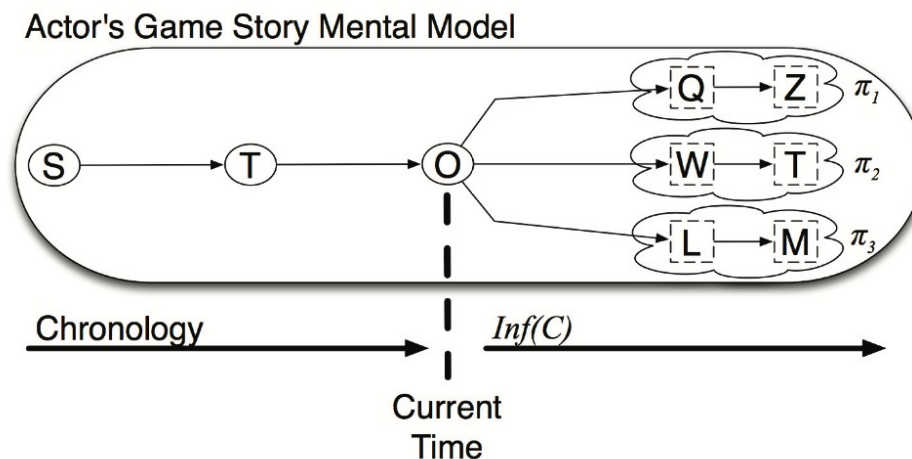 Actor's Game Story Mental Model
Q Z π1
S T O W T π2
L M π3
Chronology Inf(C)
Current
Time